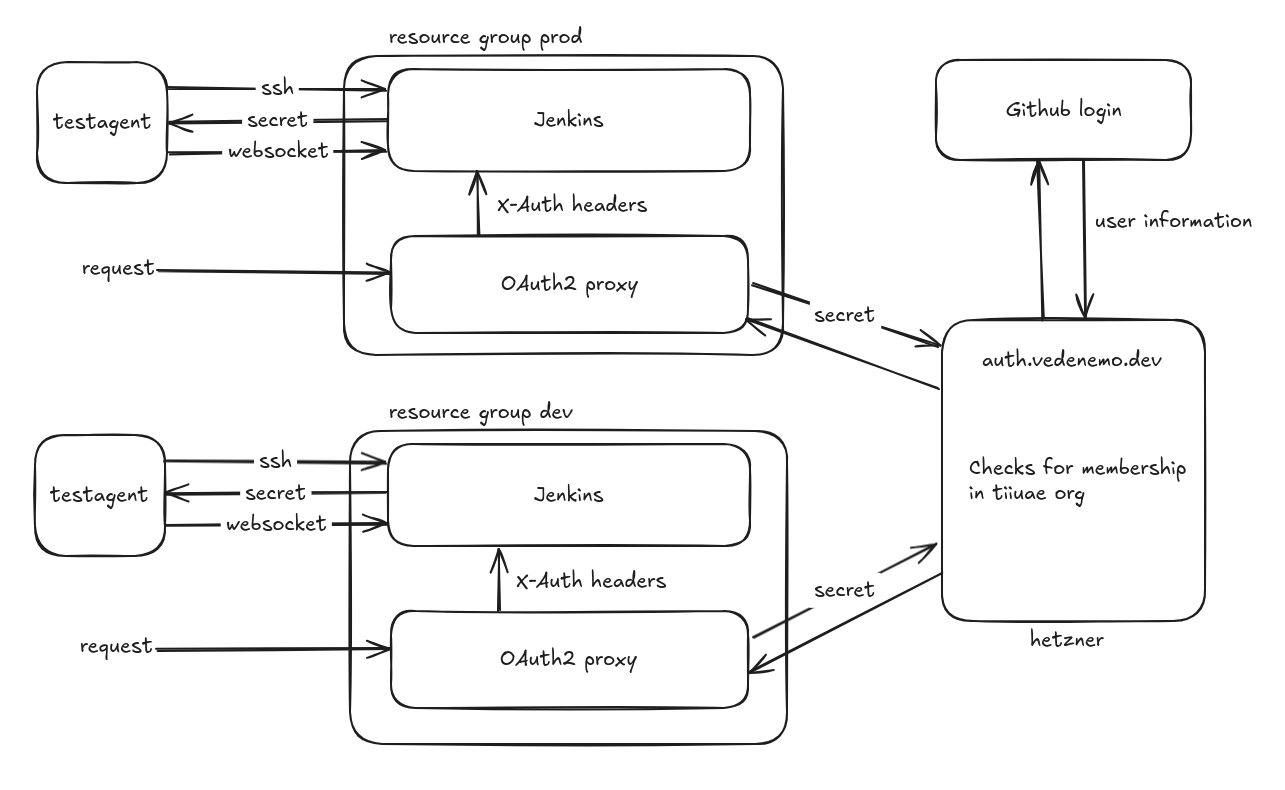 resource group prod
testagent
ssh
secret
websocket
Jenkins
Github login
X-Auth headers
user information
request
OAuth2 proxy
secret
auth.vedenemo.dev
resource group dev
Checks for membership
in tiiuae org
testagent
ssh
secret
websocket
Jenkins
X-Auth headers
secret
request
OAuth2 proxy
hetzner